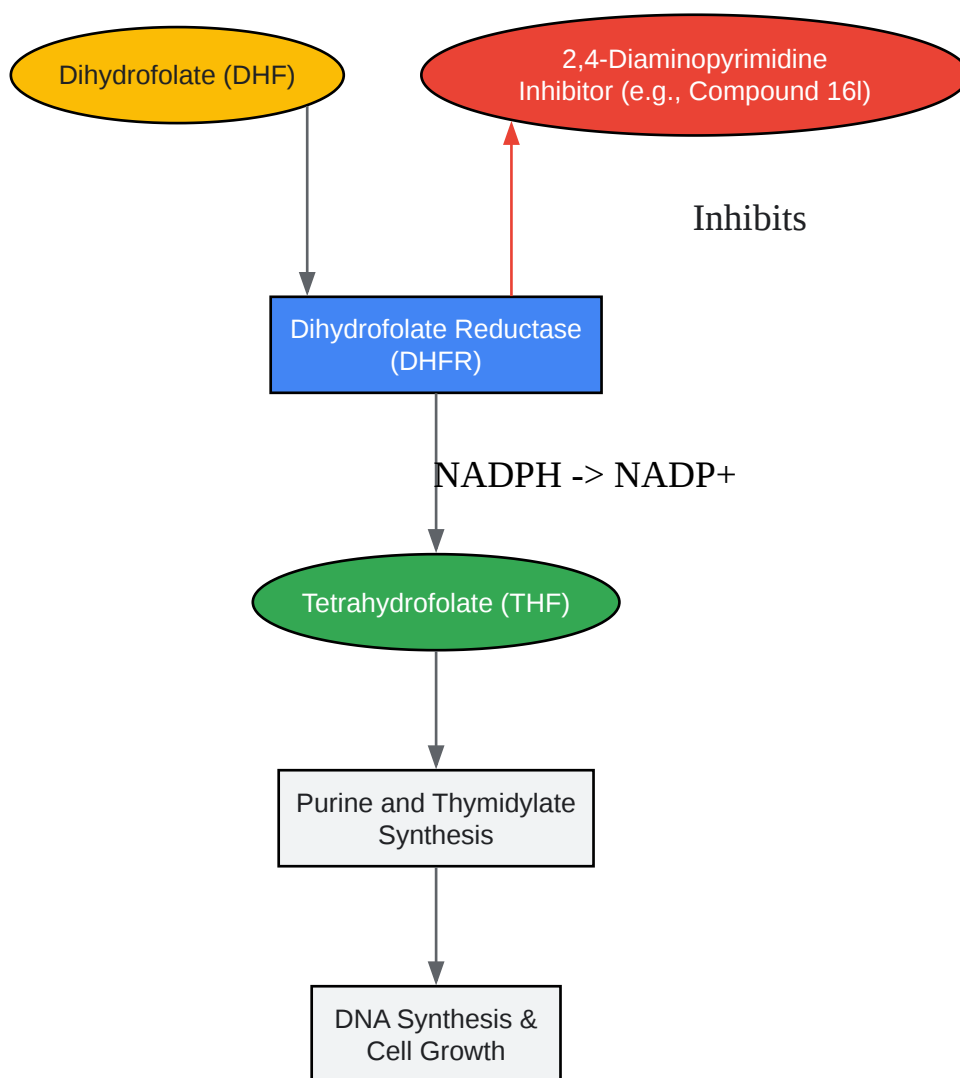 Dihydrofolate (DHF)
2,4-Diaminopyrimidine
Inhibitor (e.g., Compound 16l)
Inhibits
Dihydrofolate Reductase
(DHFR)
NADPH -> NADP+
Tetrahydrofolate (THF)
Purine and Thymidylate
Synthesis
DNA Synthesis &
Cell Growth